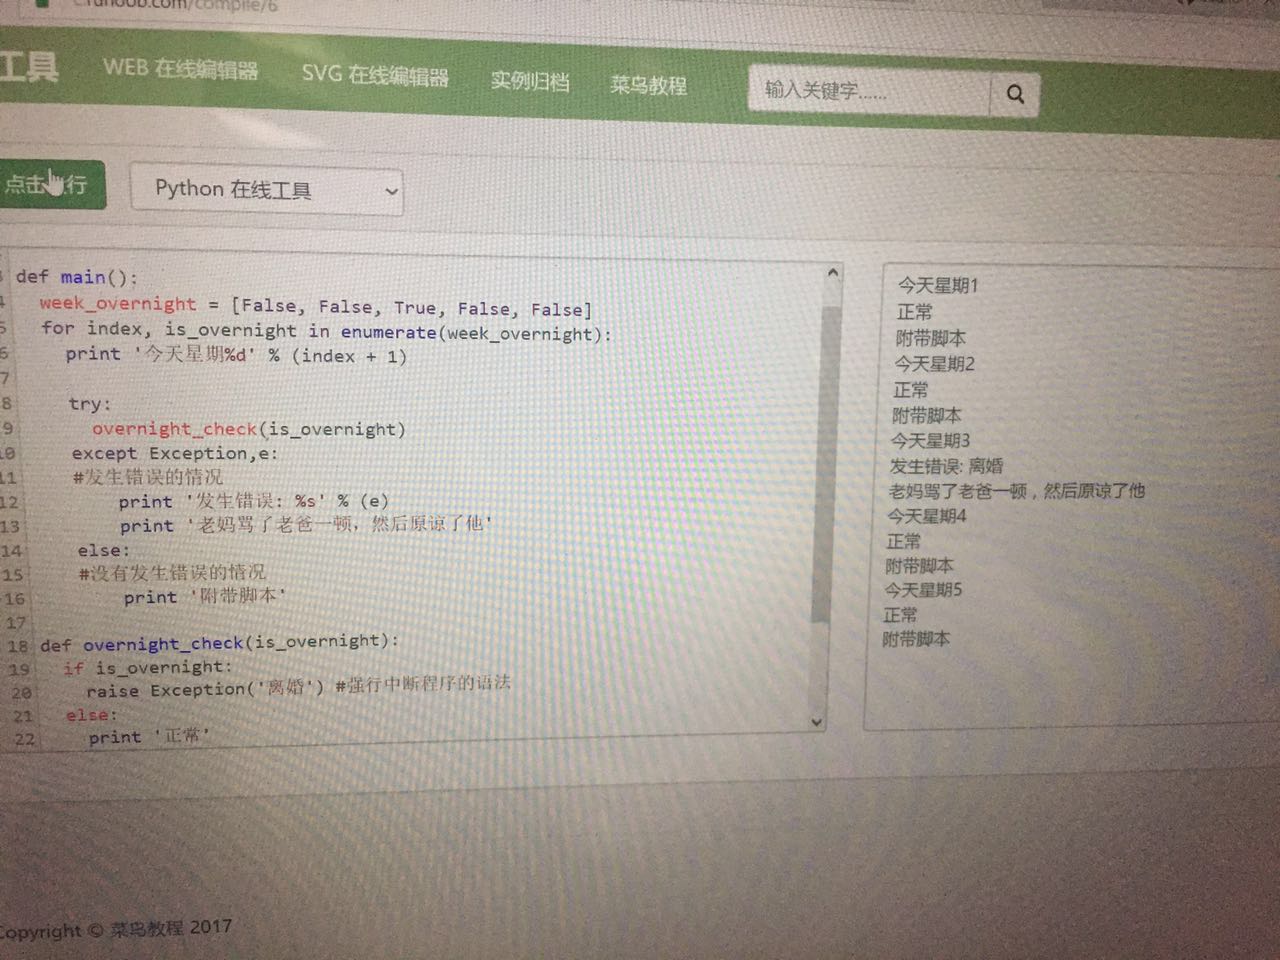 runoob.com/compile/6
工具 WEB 在线编辑器 SVG 在线编辑器 实例归档 菜鸟教程 输入关键字......
点击 行 Python 在线工具
3 def main():
4 week_overnight = [False, False, True, False, False]
5 for index, is_overnight in enumerate(week_overnight):
6 print '今天星期%d' % (index + 1)
7
8 try:
9 overnight_check(is_overnight)
10 except Exception,e:
11 #发生错误的情况
12 print '发生错误: %s' % (e)
13 print '老妈骂了老爸一顿, 然后原谅了他'
14 else:
15 #没有发生错误的情况
16 print '附带脚本'
17
18 def overnight_check(is_overnight):
19 if is_overnight:
20 raise Exception('离婚') #强行中断程序的语法
21 else:
22 print '正常'
今天星期1
正常
附带脚本
今天星期2
正常
附带脚本
今天星期3
发生错误: 离婚
老妈骂了老爸一顿，然后原谅了他
今天星期4
正常
附带脚本
今天星期5
正常
附带脚本
Copyright © 菜鸟教程 2017